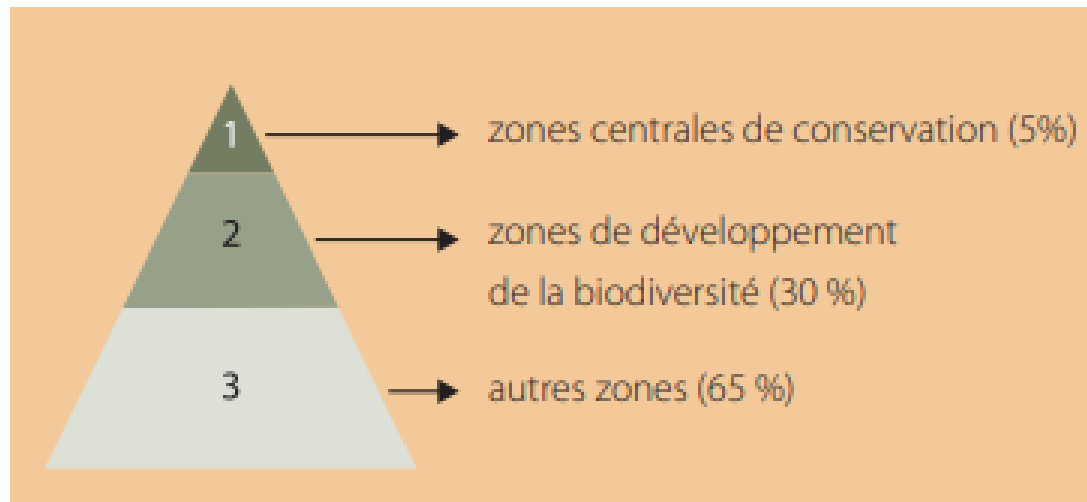 1
zones centrales de conservation (5%)
2
zones de développement
de la biodiversité (30 %)
3
autres zones (65 %)